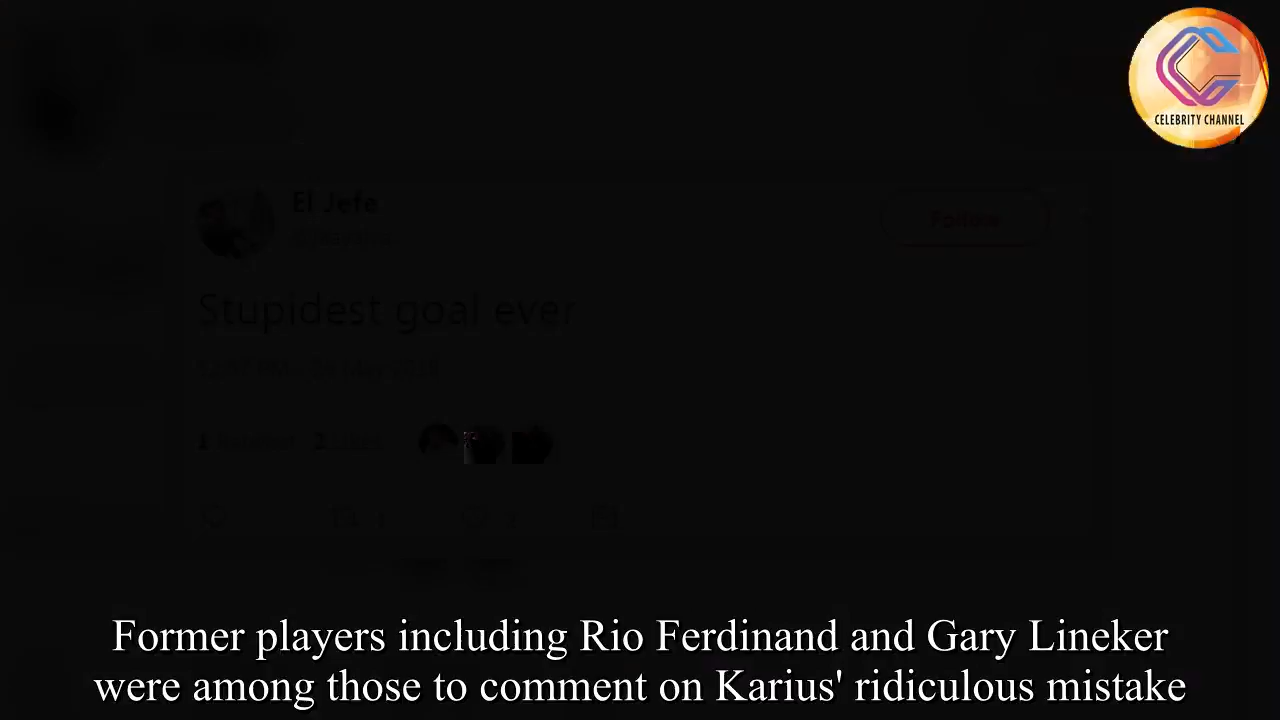 CELEBRITY CHANNEL
El Jefe
Follow
Stupidest goal ever
Former players including Rio Ferdinand and Gary Lineker
were among those to comment on Karius' ridiculous mistake